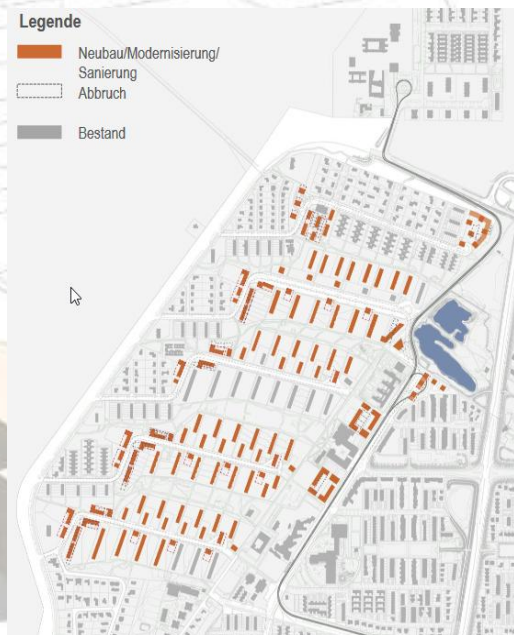 Legende
Neubau/Modernisierung/
Sanierung
Abbruch
Bestand